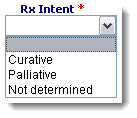 Rx Intent *
Curative
Palliative
Not determined